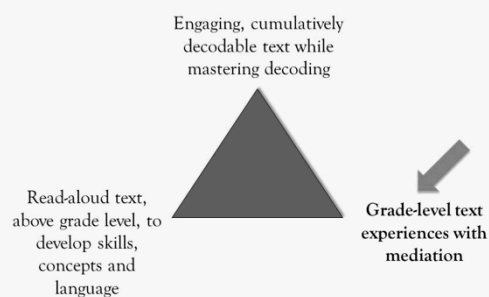 Engaging, cumulatively
decodable text while
mastering decoding
Read-aloud text,
above grade level, to
develop skills,
concepts and
language
Grade-level text
experiences with
mediation